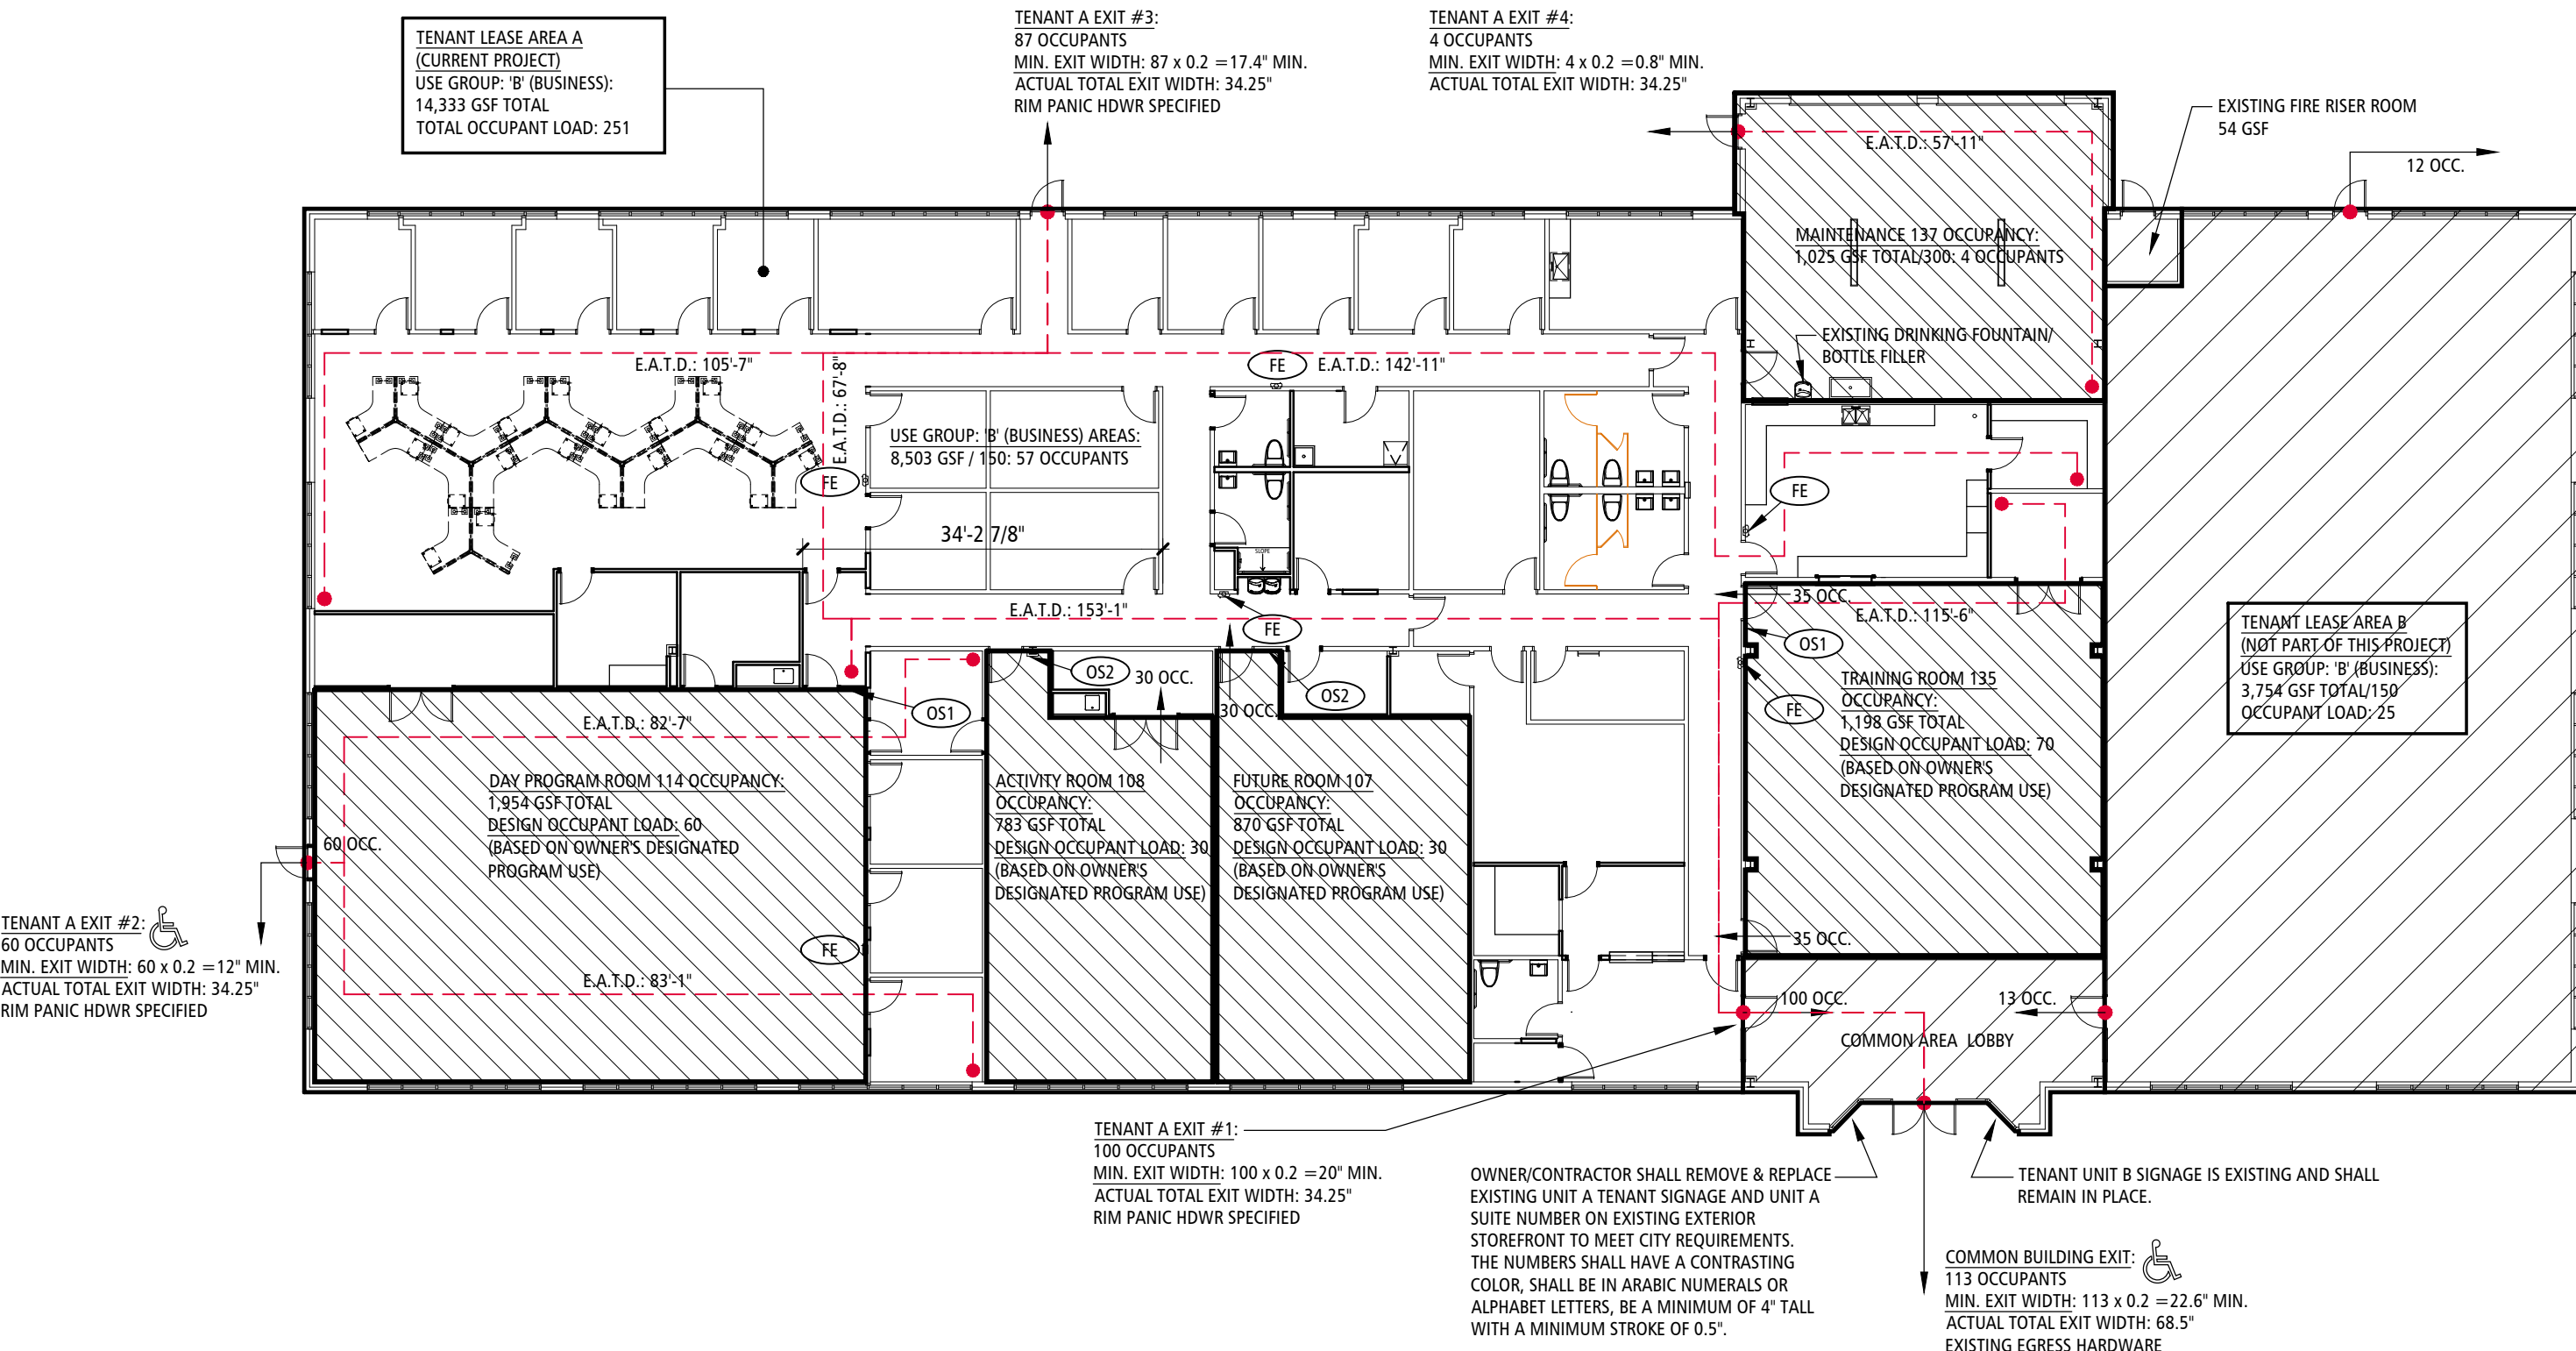 TENANT LEASE AREA A
(CURRENT PROJECT)
USE GROUP: 'B' (BUSINESS):
14,333 GSF TOTAL
TOTAL OCCUPANT LOAD: 251
TENANT A EXIT #3:
87 OCCUPANTS
MIN. EXIT WIDTH: 87 x 0.2 =17.4" MIN.
ACTUAL TOTAL EXIT WIDTH: 34.25"
RIM PANIC HDWR SPECIFIED
TENANT A EXIT #4:
4 OCCUPANTS
MIN. EXIT WIDTH: 4 x 0.2 =0.8" MIN.
ACTUAL TOTAL EXIT WIDTH: 34.25"
EXISTING FIRE RISER ROOM
54 GSF
12 OCC.
E.A.T.D.: 57'-11"
MAINTENANCE 137 OCCUPANCY:
1,025 GSF TOTAL/300: 4 OCCUPANTS
EXISTING DRINKING FOUNTAIN/
BOTTLE FILLER
E.A.T.D.: 105'-7"
E.A.T.D.: 67'-8"
FE
E.A.T.D.: 142'-11"
USE GROUP: 'B' (BUSINESS) AREAS:
8,503 GSF / 150: 57 OCCUPANTS
FE
FE
34'-2 7/8"
SLOPE
E.A.T.D.: 153'-1"
FE
35 OCC.
E.A.T.D.: 115'-6"
OS1
FE
TRAINING ROOM 135
OCCUPANCY:
1,198 GSF TOTAL
DESIGN OCCUPANT LOAD: 70
(BASED ON OWNER'S
DESIGNATED PROGRAM USE)
TENANT LEASE AREA B
(NOT PART OF THIS PROJECT)
USE GROUP: 'B' (BUSINESS):
3,754 GSF TOTAL/150
OCCUPANT LOAD: 25
OS2
30 OCC.
OS2
30 OCC.
OS1
E.A.T.D.: 82'-7"
DAY PROGRAM ROOM 114 OCCUPANCY:
1,954 GSF TOTAL
DESIGN OCCUPANT LOAD: 60
(BASED ON OWNER'S DESIGNATED
PROGRAM USE)
60 OCC.
ACTIVITY ROOM 108
OCCUPANCY:
783 GSF TOTAL
DESIGN OCCUPANT LOAD: 30
(BASED ON OWNER'S
DESIGNATED PROGRAM USE)
FUTURE ROOM 107
OCCUPANCY:
870 GSF TOTAL
DESIGN OCCUPANT LOAD: 30
(BASED ON OWNER'S
DESIGNATED PROGRAM USE)
TENANT A EXIT #2:
60 OCCUPANTS
MIN. EXIT WIDTH: 60 x 0.2 =12" MIN.
ACTUAL TOTAL EXIT WIDTH: 34.25"
RIM PANIC HDWR SPECIFIED
FE
E.A.T.D.: 83'-1"
35 OCC.
100 OCC.
13 OCC.
COMMON AREA LOBBY
TENANT A EXIT #1:
100 OCCUPANTS
MIN. EXIT WIDTH: 100 x 0.2 =20" MIN.
ACTUAL TOTAL EXIT WIDTH: 34.25"
RIM PANIC HDWR SPECIFIED
OWNER/CONTRACTOR SHALL REMOVE & REPLACE
EXISTING UNIT A TENANT SIGNAGE AND UNIT A
SUITE NUMBER ON EXISTING EXTERIOR
STOREFRONT TO MEET CITY REQUIREMENTS.
THE NUMBERS SHALL HAVE A CONTRASTING
COLOR, SHALL BE IN ARABIC NUMERALS OR
ALPHABET LETTERS, BE A MINIMUM OF 4" TALL
WITH A MINIMUM STROKE OF 0.5".
TENANT UNIT B SIGNAGE IS EXISTING AND SHALL
REMAIN IN PLACE.
COMMON BUILDING EXIT:
113 OCCUPANTS
MIN. EXIT WIDTH: 113 x 0.2 =22.6" MIN.
ACTUAL TOTAL EXIT WIDTH: 68.5"
EXISTING EGRESS HARDWARE